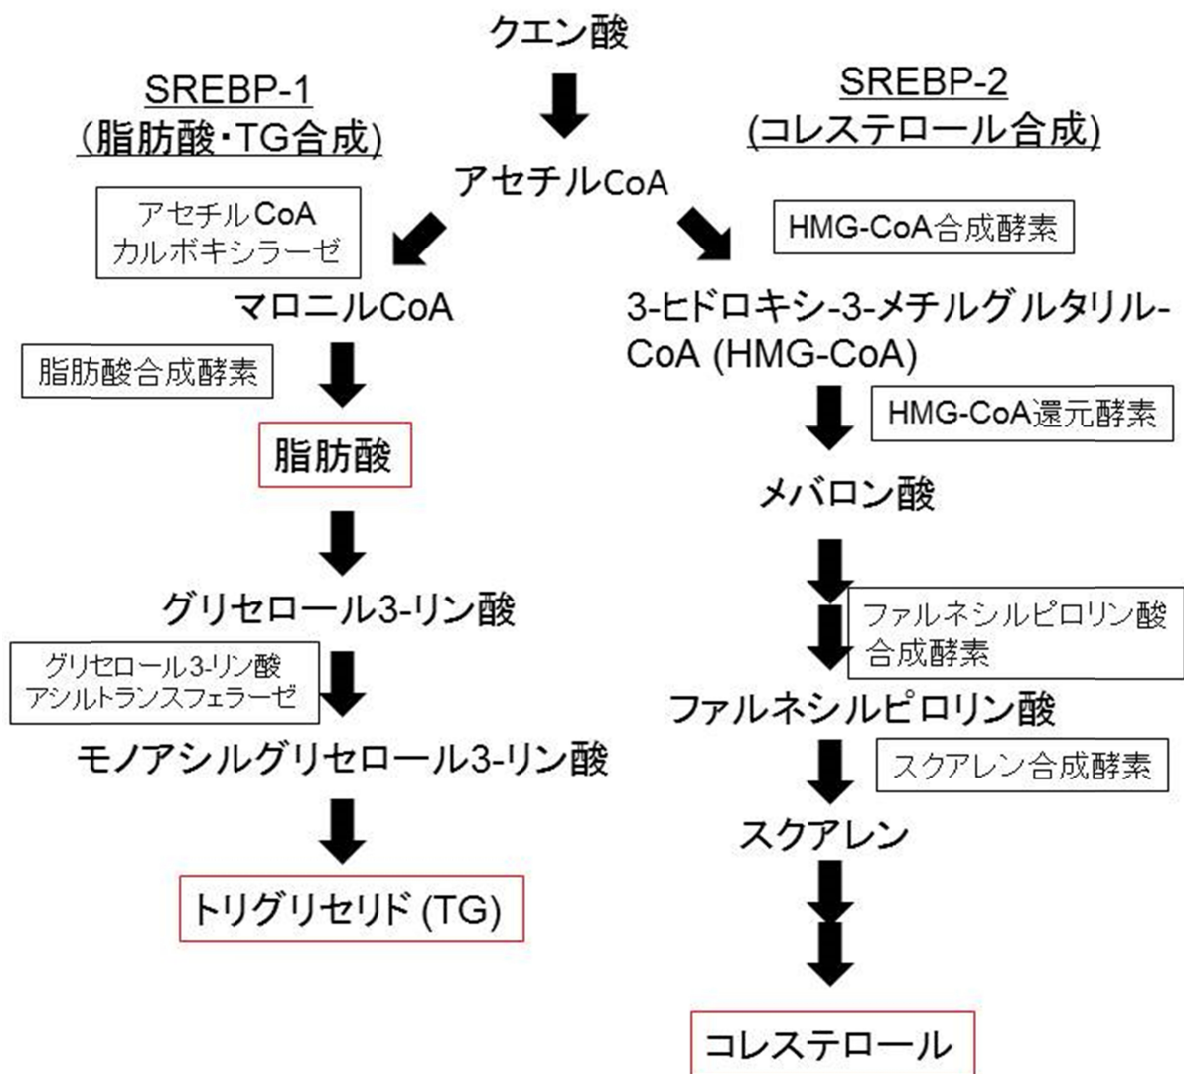 クエン酸
SREBP-1
(脂肪酸・TG合成)
SREBP-2
(コレステロール合成)
アセチルCoA
アセチルCoA
カルボキシラーゼ
HMG-CoA合成酵素
マロニルCoA
3-ヒドロキシ-3-メチルグルタリル-
CoA (HMG-CoA)
脂肪酸合成酵素
HMG-CoA還元酵素
脂肪酸
メバロン酸
グリセロール3-リン酸
ファルネシルピロリン酸
合成酵素
グリセロール3-リン酸
アシルトランスフェラーゼ
ファルネシルピロリン酸
モノアシルグリセロール3-リン酸
スクアレン合成酵素
スクアレン
トリグリセリド (TG)
コレステロール